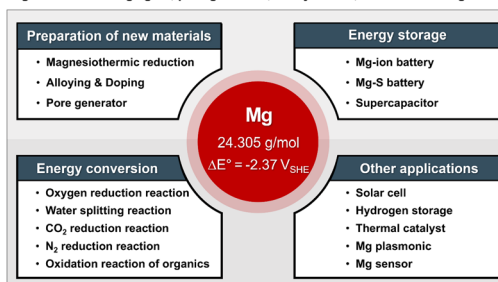 Preparation of new materials
• Magnesiothermic reduction
• Alloying & Doping
• Pore generator
Energy storage
• Mg-ion battery
• Mg-S battery
• Supercapacitor
Mg
24.305 g/mol
ΔE° = -2.37 V_SHE
Energy conversion
• Oxygen reduction reaction
• Water splitting reaction
• CO₂ reduction reaction
• N₂ reduction reaction
• Oxidation reaction of organics
Other applications
• Solar cell
• Hydrogen storage
• Thermal catalyst
• Mg plasmonic
• Mg sensor